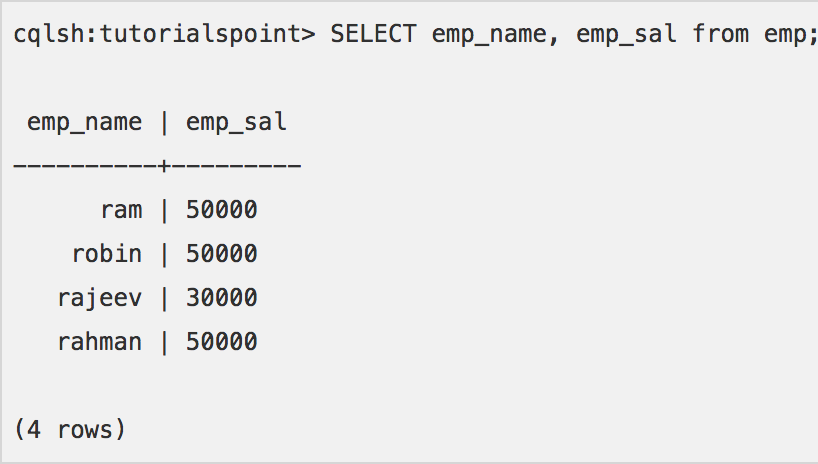 cqlsh:tutorialspoint> SELECT emp_name, emp_sal from emp;
emp_name | emp_sal
----------+---------
ram | 50000
robin | 50000
rajeev | 30000
rahman | 50000
(4 rows)